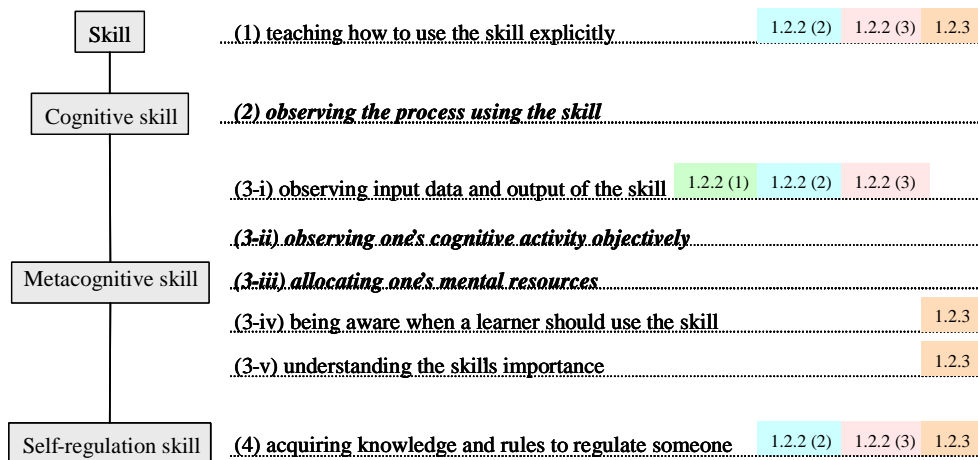 Skill
(1) teaching how to use the skill explicitly 1.2.2 (2) 1.2.2 (3) 1.2.3
Cognitive skill
(2) observing the process using the skill
(3-i) observing input data and output of the skill 1.2.2 (1) 1.2.2 (2) 1.2.2 (3)
(3-ii) observing one's cognitive activity objectively
Metacognitive skill
(3-iii) allocating one's mental resources
(3-iv) being aware when a learner should use the skill 1.2.3
(3-v) understanding the skills importance 1.2.3
Self-regulation skill
(4) acquiring knowledge and rules to regulate someone 1.2.2 (2) 1.2.2 (3) 1.2.3